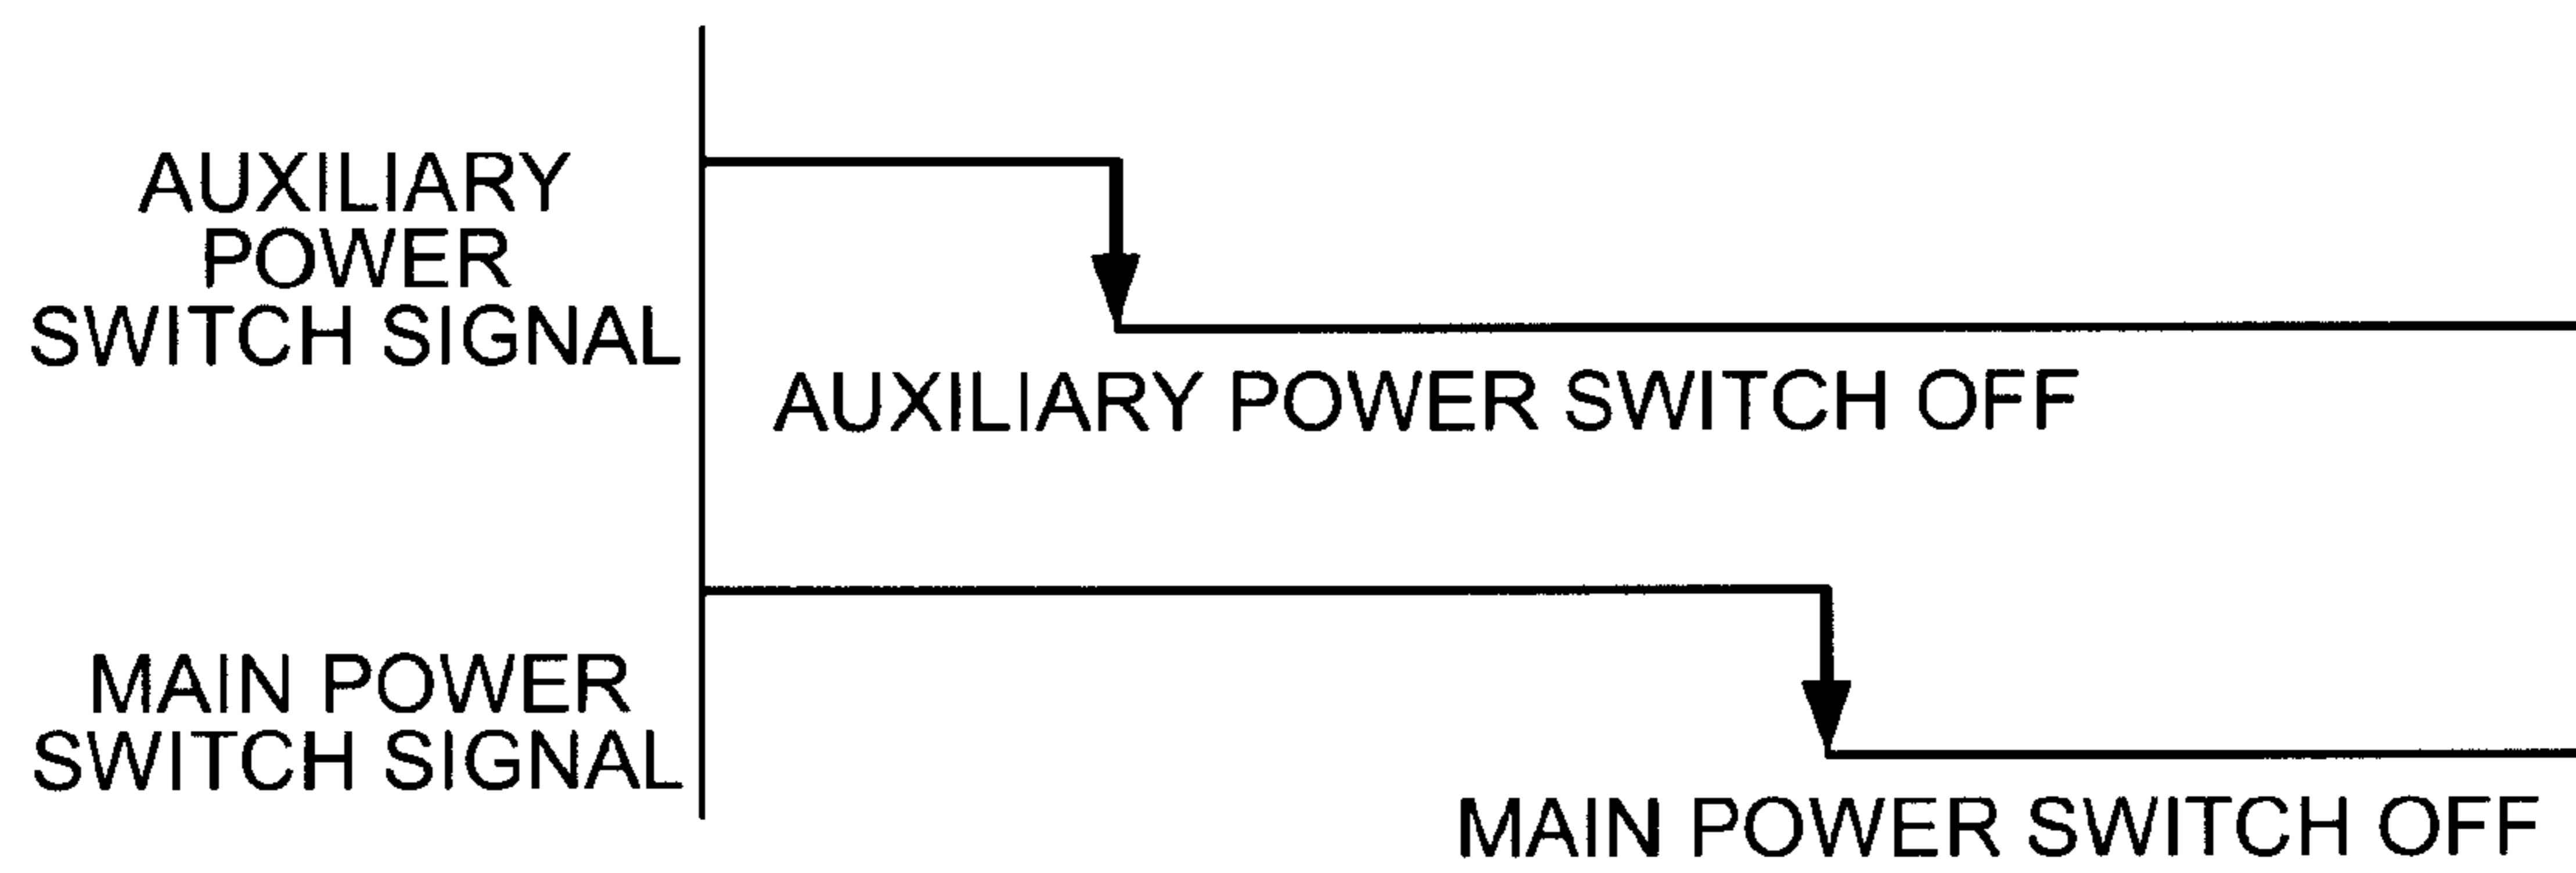 AUXILIARY
POWER
SWITCH SIGNAL
AUXILIARY POWER SWITCH OFF
MAIN POWER
SWITCH SIGNAL
MAIN POWER SWITCH OFF